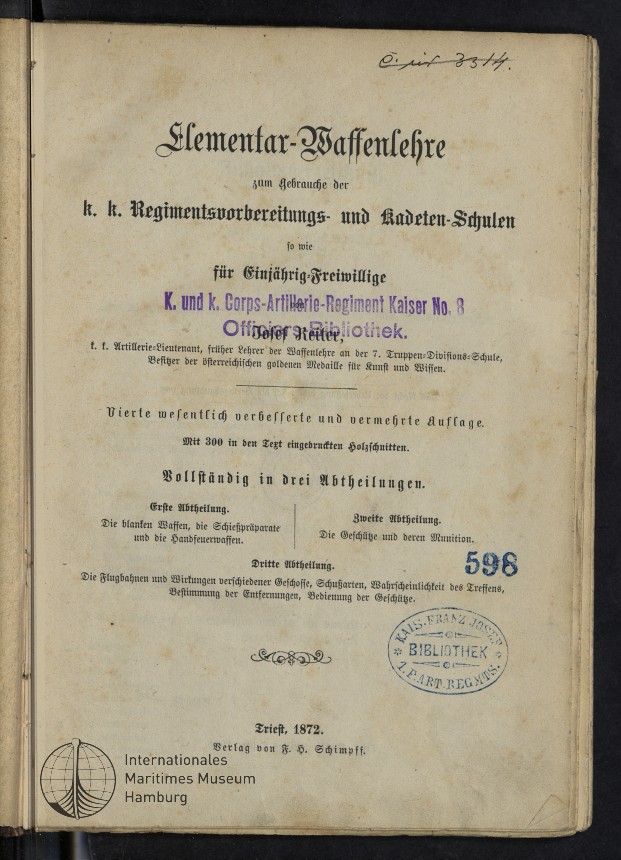 Elementar-Waffenlehre
zum Gebrauche der
k. k. Regimentsvorbereitungs- und Kadeten-Schulen
so wie
für Einjährig-Freiwillige
K. und k. Corps-Artillerie-Regiment Kaiser No. 8
Officiers-Bibliothek.
Josef Reiter,
k. k. Artillerie-Lieutenant, früher Lehrer der Waffenlehre an der 7. Truppen-Divisions-Schule,
Besitzer der österreichischen goldenen Medaille für Kunst und Wissen.
Vierte wesentlich verbesserte und vermehrte Auflage.
Mit 300 in den Text eingedruckten Holzschnitten.
Vollständig in drei Abtheilungen.
Erste Abtheilung.
Die blanken Waffen, die Schießpräparate
und die Handfeuerwaffen.
Zweite Abtheilung.
Die Geschütze und deren Munition.
598
Dritte Abtheilung.
Die Flugbahnen und Wirkungen verschiedener Geschosse, Schußarten, Wahrscheinlichkeit des Treffens,
Bestimmung der Entfernungen, Bedienung der Geschütze.
KAIS. FRANZ JOSEF
BIBLIOTHEK
1. F. ART. REGMTS.
Triest, 1872.
Verlag von F. H. Schimpff.
Internationales
Maritimes Museum
Hamburg